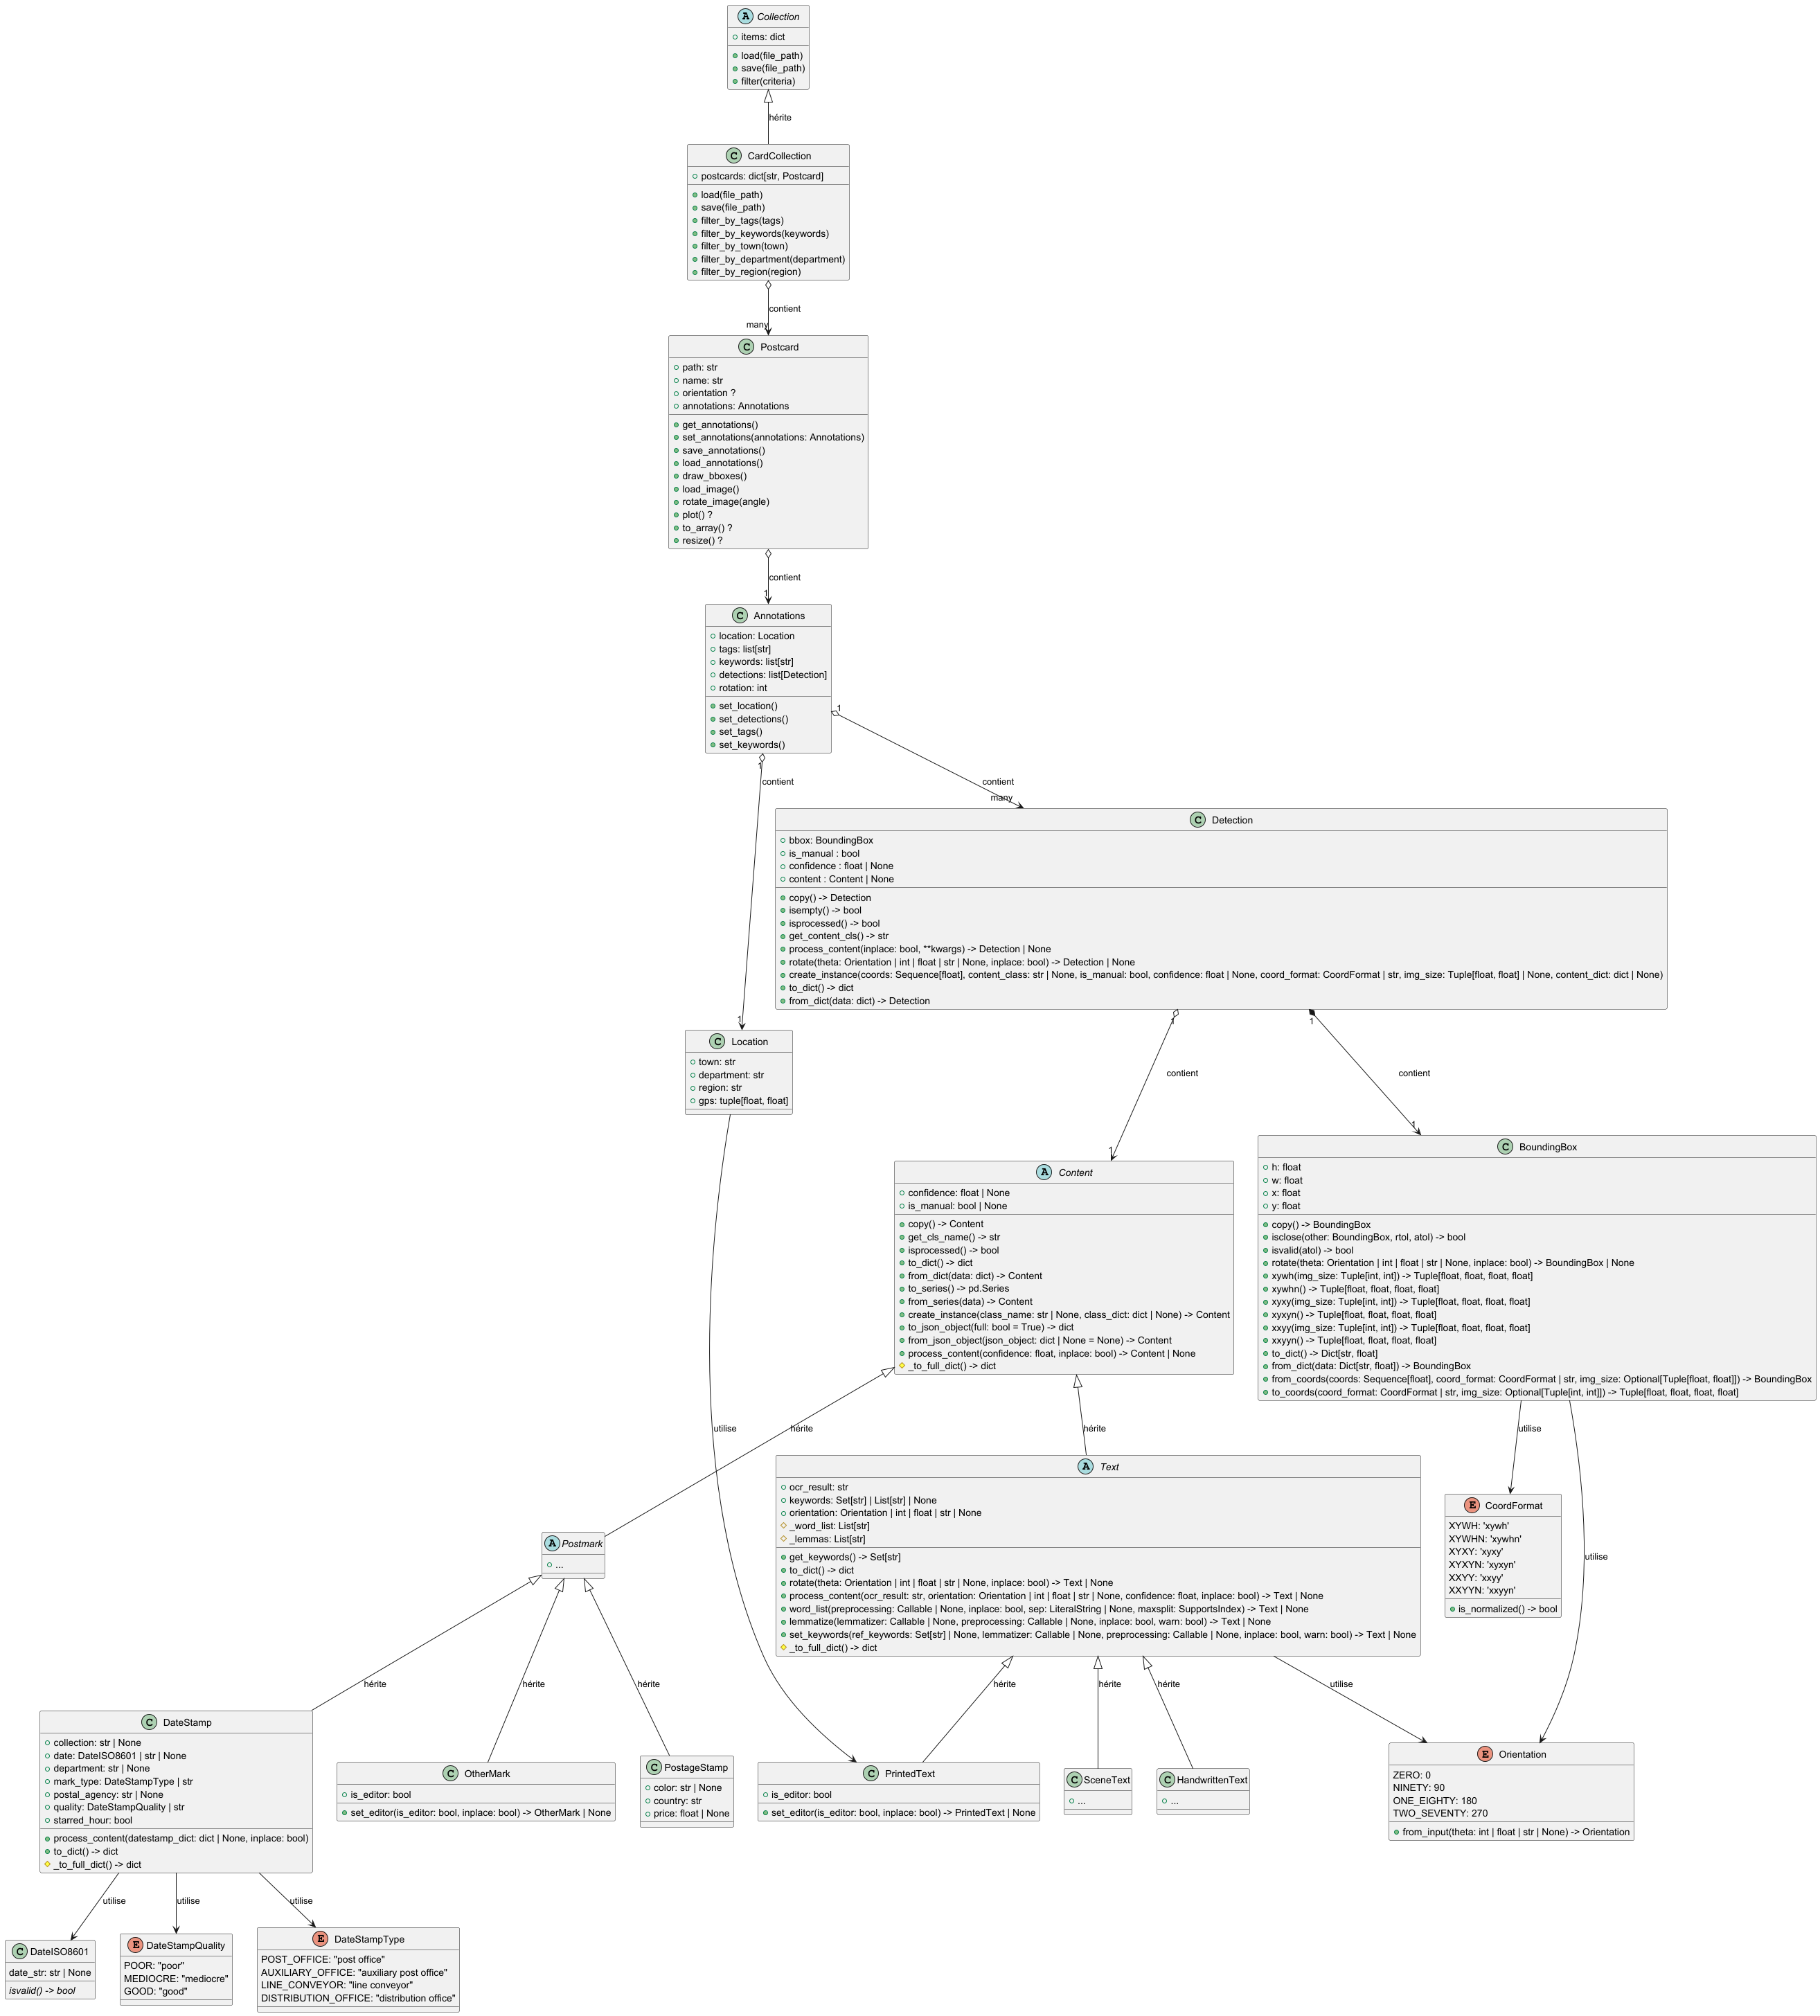 A Collection
items: dict
load(file_path)
save(file_path)
filter(criteria)
hérite
C CardCollection
postcards: dict[str, Postcard]
load(file_path)
save(file_path)
filter_by_tags(tags)
filter_by_keywords(keywords)
filter_by_town(town)
filter_by_department(department)
filter_by_region(region)
contient
many
C Postcard
path: str
name: str
orientation ?
annotations: Annotations
get_annotations()
set_annotations(annotations: Annotations)
save_annotations()
load_annotations()
draw_bboxes()
load_image()
rotate_image(angle)
plot() ?
to_array() ?
resize() ?
contient
1
C Annotations
location: Location
tags: list[str]
keywords: list[str]
detections: list[Detection]
rotation: int
set_location()
set_detections()
set_tags()
set_keywords()
1
1
contient
contient
many
C Detection
bbox: BoundingBox
is_manual : bool
confidence : float | None
content : Content | None
copy() -> Detection
isempty() -> bool
isprocessed() -> bool
get_content_cls() -> str
process_content(inplace: bool, **kwargs) -> Detection | None
rotate(theta: Orientation | int | float | str | None, inplace: bool) -> Detection | None
create_instance(coords: Sequence[float], content_class: str | None, is_manual: bool, confidence: float | None, coord_format: CoordFormat | str, img_size: Tuple[float, float] | None, content_dict: dict | None)
to_dict() -> dict
from_dict(data: dict) -> Detection
1
C Location
town: str
department: str
region: str
gps: tuple[float, float]
1
1
contient
contient
1
1
A Content
confidence: float | None
is_manual: bool | None
copy() -> Content
get_cls_name() -> str
isprocessed() -> bool
to_dict() -> dict
from_dict(data: dict) -> Content
to_series() -> pd.Series
from_series(data) -> Content
create_instance(class_name: str | None, class_dict: dict | None) -> Content
to_json_object(full: bool = True) -> dict
from_json_object(json_object: dict | None = None) -> Content
process_content(confidence: float, inplace: bool) -> Content | None
_to_full_dict() -> dict
C BoundingBox
h: float
w: float
x: float
y: float
copy() -> BoundingBox
isclose(other: BoundingBox, rtol, atol) -> bool
isvalid(atol) -> bool
rotate(theta: Orientation | int | float | str | None, inplace: bool) -> BoundingBox | None
xywh(img_size: Tuple[int, int]) -> Tuple[float, float, float, float]
xywhn() -> Tuple[float, float, float, float]
xyxy(img_size: Tuple[int, int]) -> Tuple[float, float, float, float]
xyxyn() -> Tuple[float, float, float, float]
xxyy(img_size: Tuple[int, int]) -> Tuple[float, float, float, float]
xxyyn() -> Tuple[float, float, float, float]
to_dict() -> Dict[str, float]
from_dict(data: Dict[str, float]) -> BoundingBox
from_coords(coords: Sequence[float], coord_format: CoordFormat | str, img_size: Optional[Tuple[float, float]]) -> BoundingBox
to_coords(coord_format: CoordFormat | str, img_size: Optional[Tuple[int, int]]) -> Tuple[float, float, float, float]
utilise
hérite
hérite
utilise
A Text
ocr_result: str
keywords: Set[str] | List[str] | None
orientation: Orientation | int | float | str | None
_word_list: List[str]
_lemmas: List[str]
get_keywords() -> Set[str]
to_dict() -> dict
rotate(theta: Orientation | int | float | str | None, inplace: bool) -> Text | None
process_content(ocr_result: str, orientation: Orientation | int | float | str | None, confidence: float, inplace: bool) -> Text | None
word_list(preprocessing: Callable | None, inplace: bool, sep: LiteralString | None, maxsplit: SupportsIndex) -> Text | None
lemmatize(lemmatizer: Callable | None, preprocessing: Callable | None, inplace: bool, warn: bool) -> Text | None
set_keywords(ref_keywords: Set[str] | None, lemmatizer: Callable | None, preprocessing: Callable | None, inplace: bool, warn: bool) -> Text | None
_to_full_dict() -> dict
E CoordFormat
XYWH: 'xywh'
XYWHN: 'xywhn'
XYXY: 'xyxy'
XYXYN: 'xyxyn'
XXYY: 'xxyy'
XXYYN: 'xxyyn'
is_normalized() -> bool
utilise
A Postmark
...
hérite
hérite
hérite
hérite
hérite
hérite
utilise
C DateStamp
collection: str | None
date: DateISO8601 | str | None
department: str | None
mark_type: DateStampType | str
postal_agency: str | None
quality: DateStampQuality | str
starred_hour: bool
process_content(datestamp_dict: dict | None, inplace: bool)
to_dict() -> dict
_to_full_dict() -> dict
C OtherMark
is_editor: bool
set_editor(is_editor: bool, inplace: bool) -> OtherMark | None
C PostageStamp
color: str | None
country: str
price: float | None
C PrintedText
is_editor: bool
set_editor(is_editor: bool, inplace: bool) -> PrintedText | None
C SceneText
...
C HandwrittenText
...
E Orientation
ZERO: 0
NINETY: 90
ONE_EIGHTY: 180
TWO_SEVENTY: 270
from_input(theta: int | float | str | None) -> Orientation
utilise
utilise
utilise
C DateISO8601
date_str: str | None
isvalid() -> bool
E DateStampQuality
POOR: "poor"
MEDIOCRE: "mediocre"
GOOD: "good"
E DateStampType
POST_OFFICE: "post office"
AUXILIARY_OFFICE: "auxiliary post office"
LINE_CONVEYOR: "line conveyor"
DISTRIBUTION_OFFICE: "distribution office"